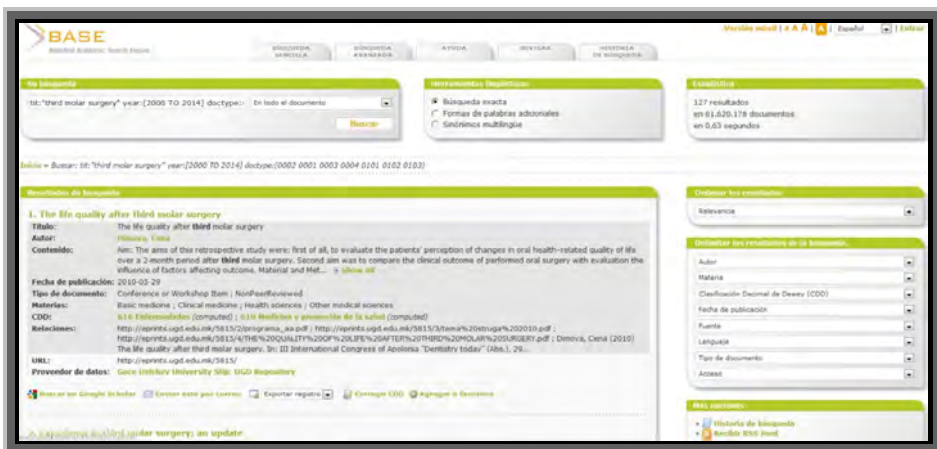 BASE
Bielefeld Academic Search Engine
Versión móvil | A A A | A | Español | Entrar
BÚSQUEDA SENCILLA
BÚSQUEDA AVANZADA
AYUDA
HISTORIA DE BÚSQUEDA
Su búsqueda
tit:"third molar surgery" year:[2000 TO 2014] doctype:
En todo el documento
Buscar
Herramientas lingüísticas
Búsqueda exacta
Formas de palabras adicionales
Sinónimos multilingüe
Estadística
127 resultados
en 61.620.178 documentos
en 0,63 segundos
Inicio » Buscar: tit:"third molar surgery" year:[2000 TO 2014] doctype:(0002 0001 0003 0004 0101 0102 0103)
Resultados de búsqueda
1. The life quality after third molar surgery
Título: The life quality after third molar surgery
Autor: Dimova, Cena
Contenido: Aim: The aims of this retrospective study were: first of all, to evaluate the patients' perception of changes in oral health-related quality of life
over a 2-month period after third molar surgery. Second aim was to compare the clinical outcome of performed oral surgery with evaluation the
influence of factors affecting outcome. Material and Met... show all
Fecha de publicación: 2010-05-29
Tipo de documento: Conference or Workshop Item ; NonPeerReviewed
Materias: Basic medicine ; Clinical medicine ; Health sciences ; Other medical sciences
CDD: 616 Enfermedades (computed) ; 610 Medicina y promoción de la salud (computed)
Relaciones: http://eprints.ugd.edu.mk/5815/2/programa_aa.pdf ; http://eprints.ugd.edu.mk/5815/3/tema%20struga%202010.pdf ;
http://eprints.ugd.edu.mk/5815/4/THE%20QUALITY%20OF%20LIFE%20AFTER%20THIRD%20MOLAR%20SURGERY.pdf ; Dimova, Cena (2010)
The life quality after third molar surgery. In: III International Congress of Apolonia "Dentistry today" (Abs.), 29...
URL: http://eprints.ugd.edu.mk/5815/
Proveedor de datos: Goce Delchev University Stip: UGD Repository
Buscar en Google Scholar
Enviar esto por correo
Exportar registro
Corregir CDD
Agregar a favoritos
third molar surgery: an update
Ordenar los resultados
Relevancia
Delimitar los resultados de la búsqueda
Autor
Materia
Clasificación Decimal de Dewey (CDD)
Fecha de publicación
Fuente
Lenguaje
Tipo de documento
Acceso
Más opciones
Historia de búsqueda
Recibir RSS Feed